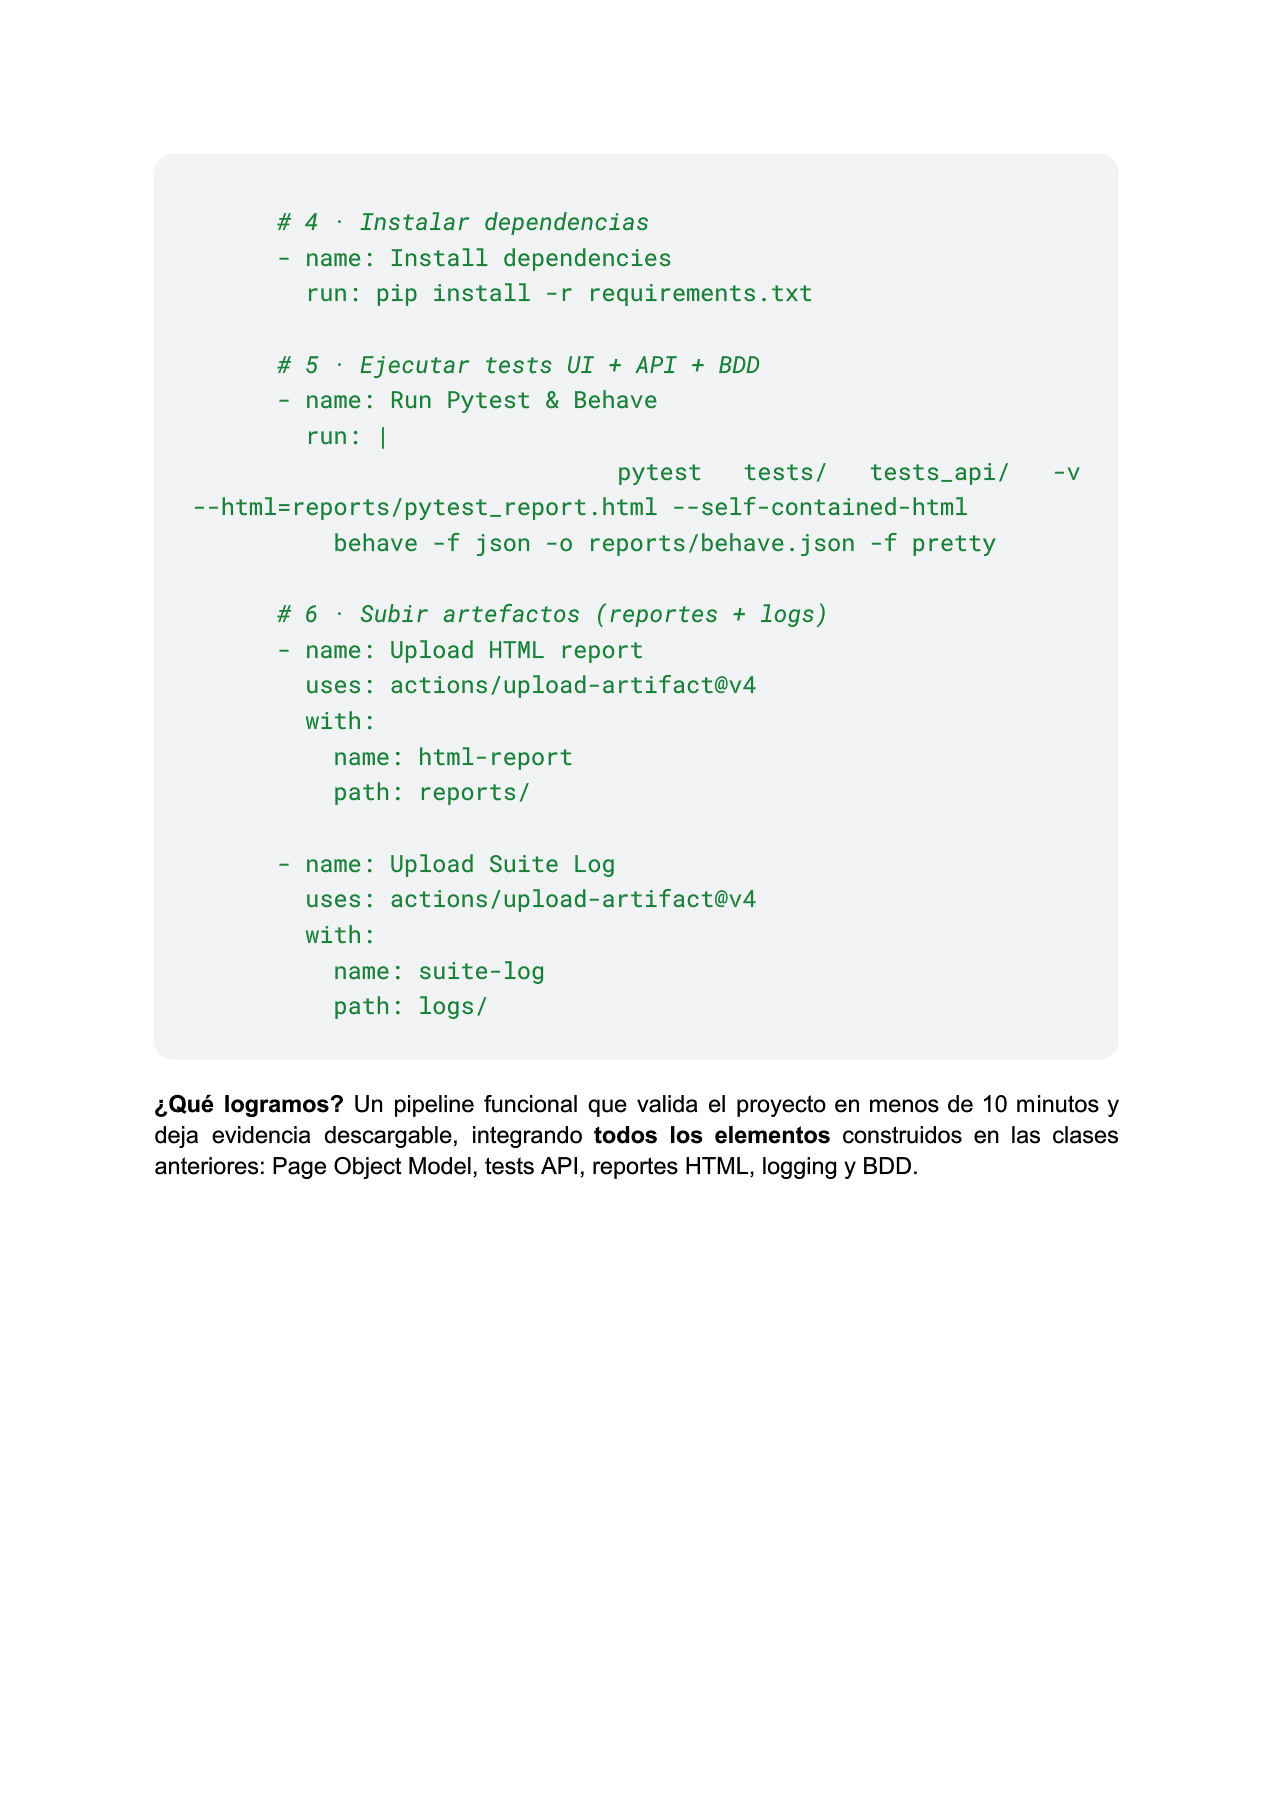 # 4 · Instalar dependencias
- name: Install dependencies
run: pip install -r requirements.txt
# 5 · Ejecutar tests UI + API + BDD
- name: Run Pytest & Behave
run: |
pytest tests/ tests_api/ -v
--html=reports/pytest_report.html --self-contained-html
behave -f json -o reports/behave.json -f pretty
# 6 · Subir artefactos (reportes + logs)
- name: Upload HTML report
uses: actions/upload-artifact@v4
with:
name: html-report
path: reports/
- name: Upload Suite Log
uses: actions/upload-artifact@v4
with:
name: suite-log
path: logs/
¿Qué logramos? Un pipeline funcional que valida el proyecto en menos de 10 minutos y
deja evidencia descargable, integrando todos los elementos construidos en las clases
anteriores: Page Object Model, tests API, reportes HTML, logging y BDD.